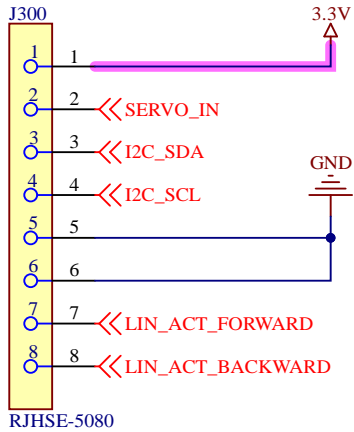 J300
3.3V
1 1
2 2 SERVO_IN
3 3 I2C_SDA
4 4 I2C_SCL
GND
5 5
6 6
7 7 LIN_ACT_FORWARD
8 8 LIN_ACT_BACKWARD
RJHSE-5080